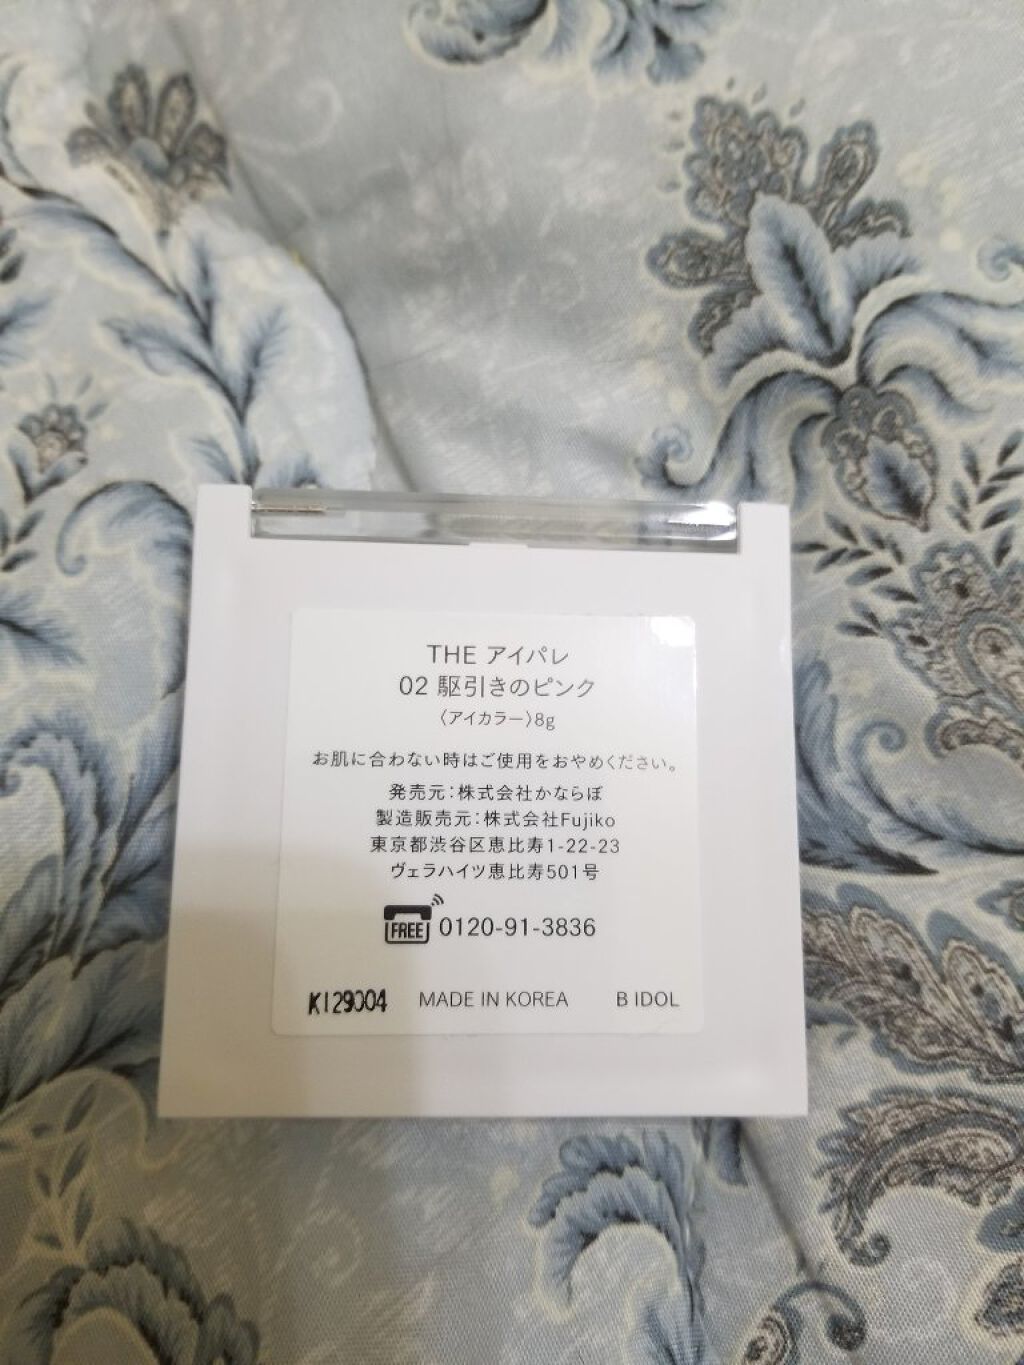 THE アイパレ
02 駆引きのピンク
〈アイカラー〉8g
お肌に合わない時はご使用をおやめください。
発売元:株式会社かならぼ
製造販売元:株式会社Fujiko
東京都渋谷区恵比寿1-22-23
ヴェラハイツ恵比寿501号
FREE 0120-91-3836
K129004 MADE IN KOREA B IDOL